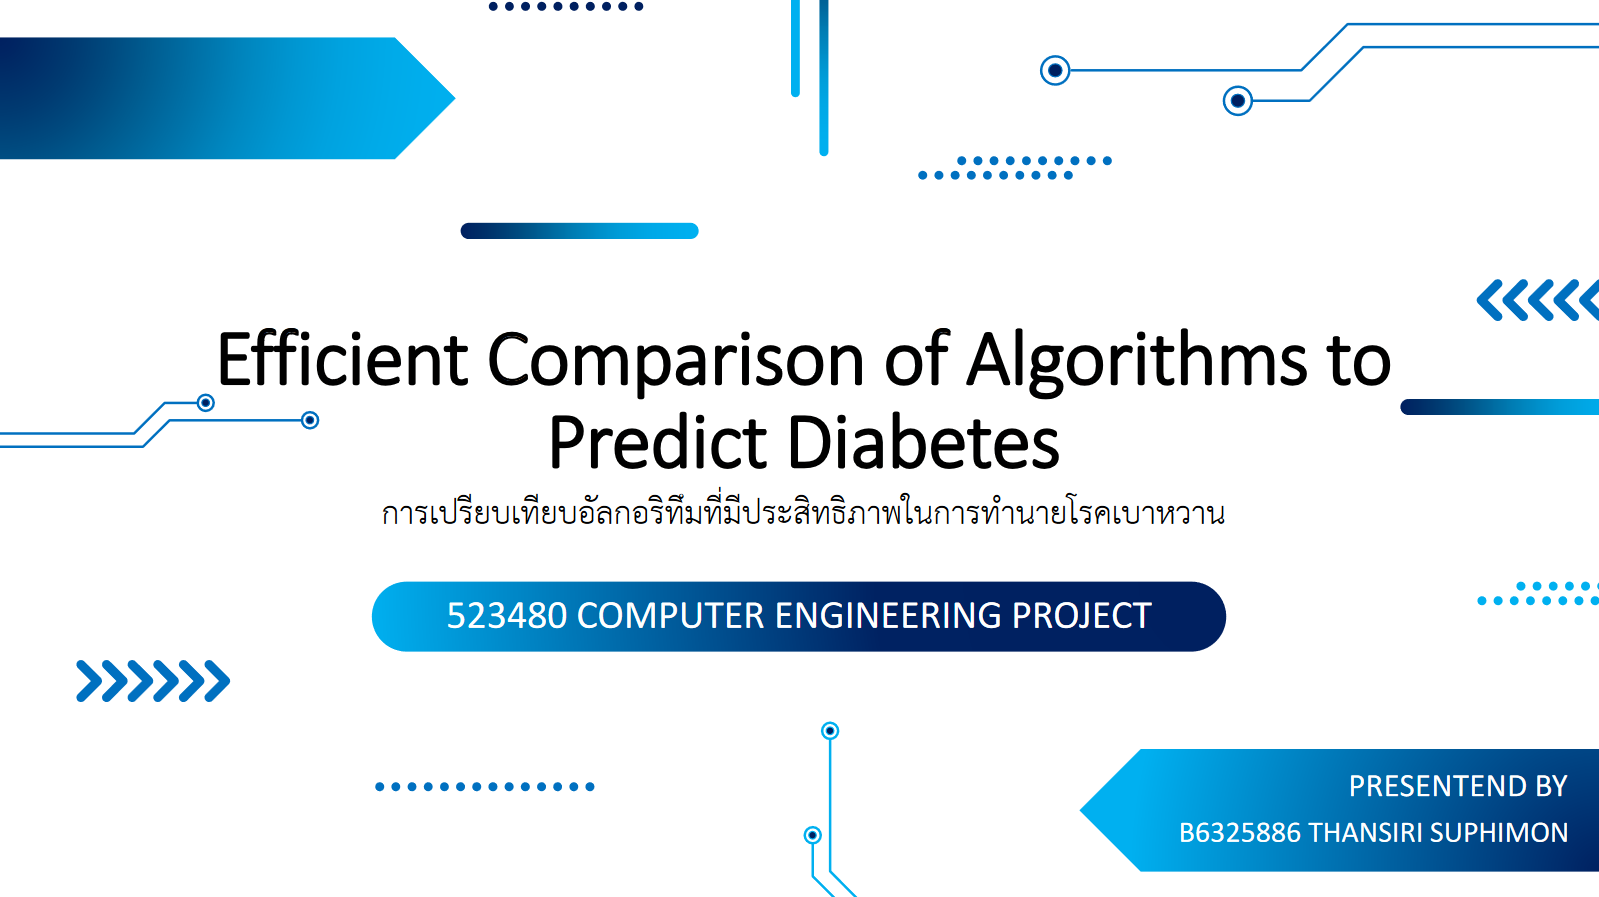 Efficient Comparison of Algorithms to
Predict Diabetes
การเปรียบเทียบอัลกอริทึมที่มีประสิทธิภาพในการทำนายโรคเบาหวาน
523480 COMPUTER ENGINEERING PROJECT
PRESENTEND BY
B6325886 THANSIRI SUPHIMON